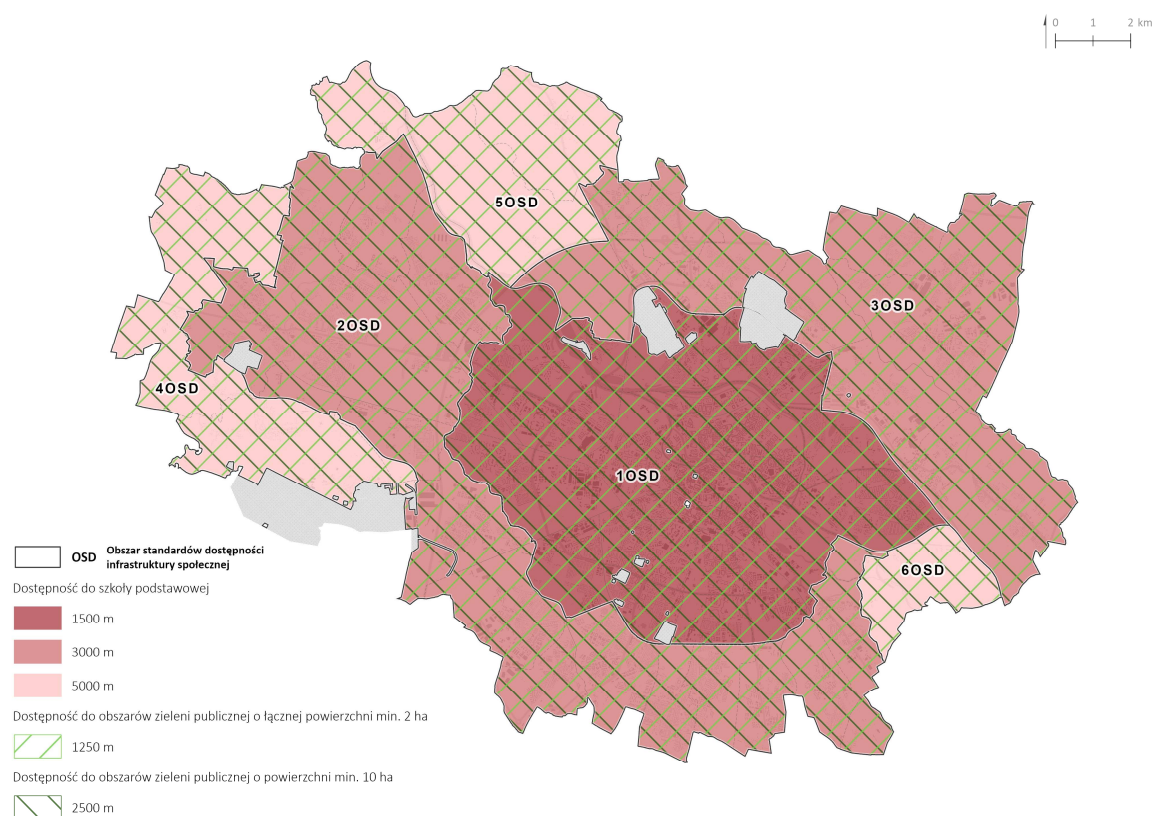 0 1 2 km
5OSD
2OSD
3OSD
4OSD
1OSD
6OSD
OSD Obszar standardów dostępności
infrastruktury społecznej
Dostępność do szkoły podstawowej
1500 m
3000 m
5000 m
Dostępność do obszarów zieleni publicznej o łącznej powierzchni min. 2 ha
1250 m
Dostępność do obszarów zieleni publicznej o powierzchni min. 10 ha
2500 m